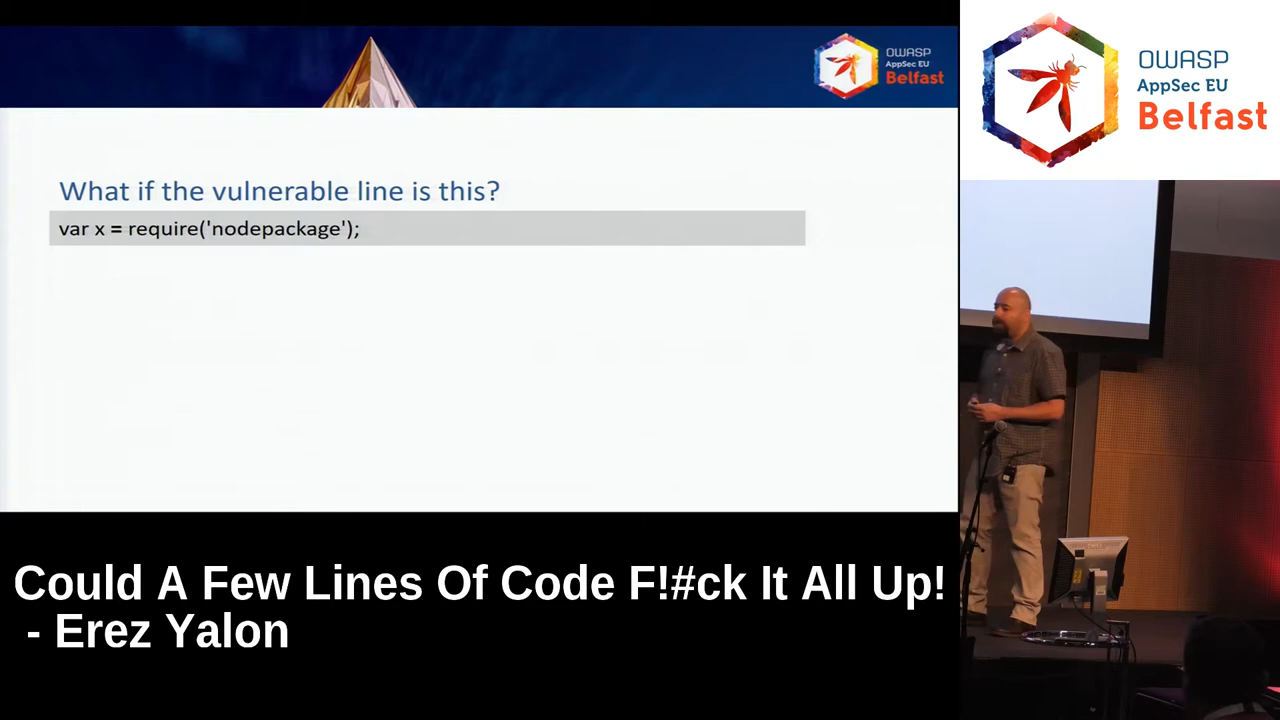 OWASP
AppSec EU
Belfast
What if the vulnerable line is this?
var x = require('nodepackage');
OWASP
AppSec EU
Belfast
Could A Few Lines Of Code F!#ck It All Up!
- Erez Yalon